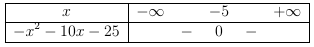 x −∞ −5 +∞
−x² − 10x − 25 − 0 −